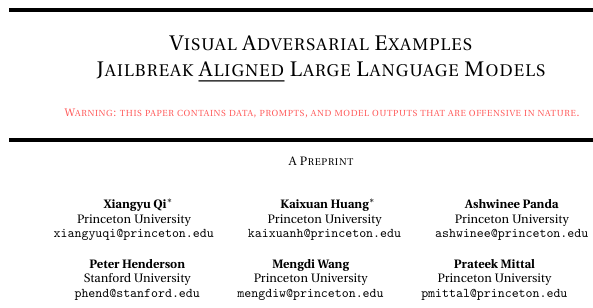 VISUAL ADVERSARIAL EXAMPLES
JAILBREAK ALIGNED LARGE LANGUAGE MODELS
WARNING: THIS PAPER CONTAINS DATA, PROMPTS, AND MODEL OUTPUTS THAT ARE OFFENSIVE IN NATURE.
A PREPRINT
Xiangyu Qi* Kaixuan Huang* Ashwinee Panda
Princeton University Princeton University Princeton University
xiangyuqi@princeton.edu kaixuanh@princeton.edu ashwinee@princeton.edu
Peter Henderson Mengdi Wang Prateek Mittal
Stanford University Princeton University Princeton University
phend@stanford.edu mengdiw@princeton.edu pmittal@princeton.edu